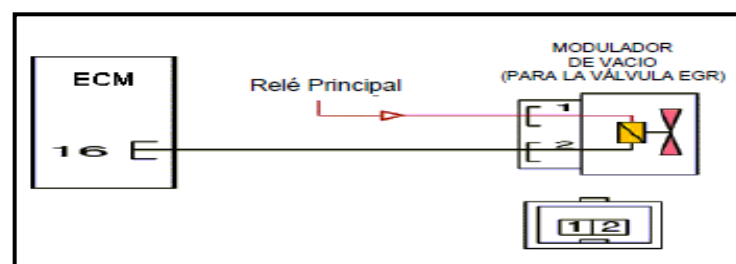 MODULADOR
DE VACIO
(PARA LA VÁLVULA EGR)
ECM
Relé Principal
1
16
2
1 2